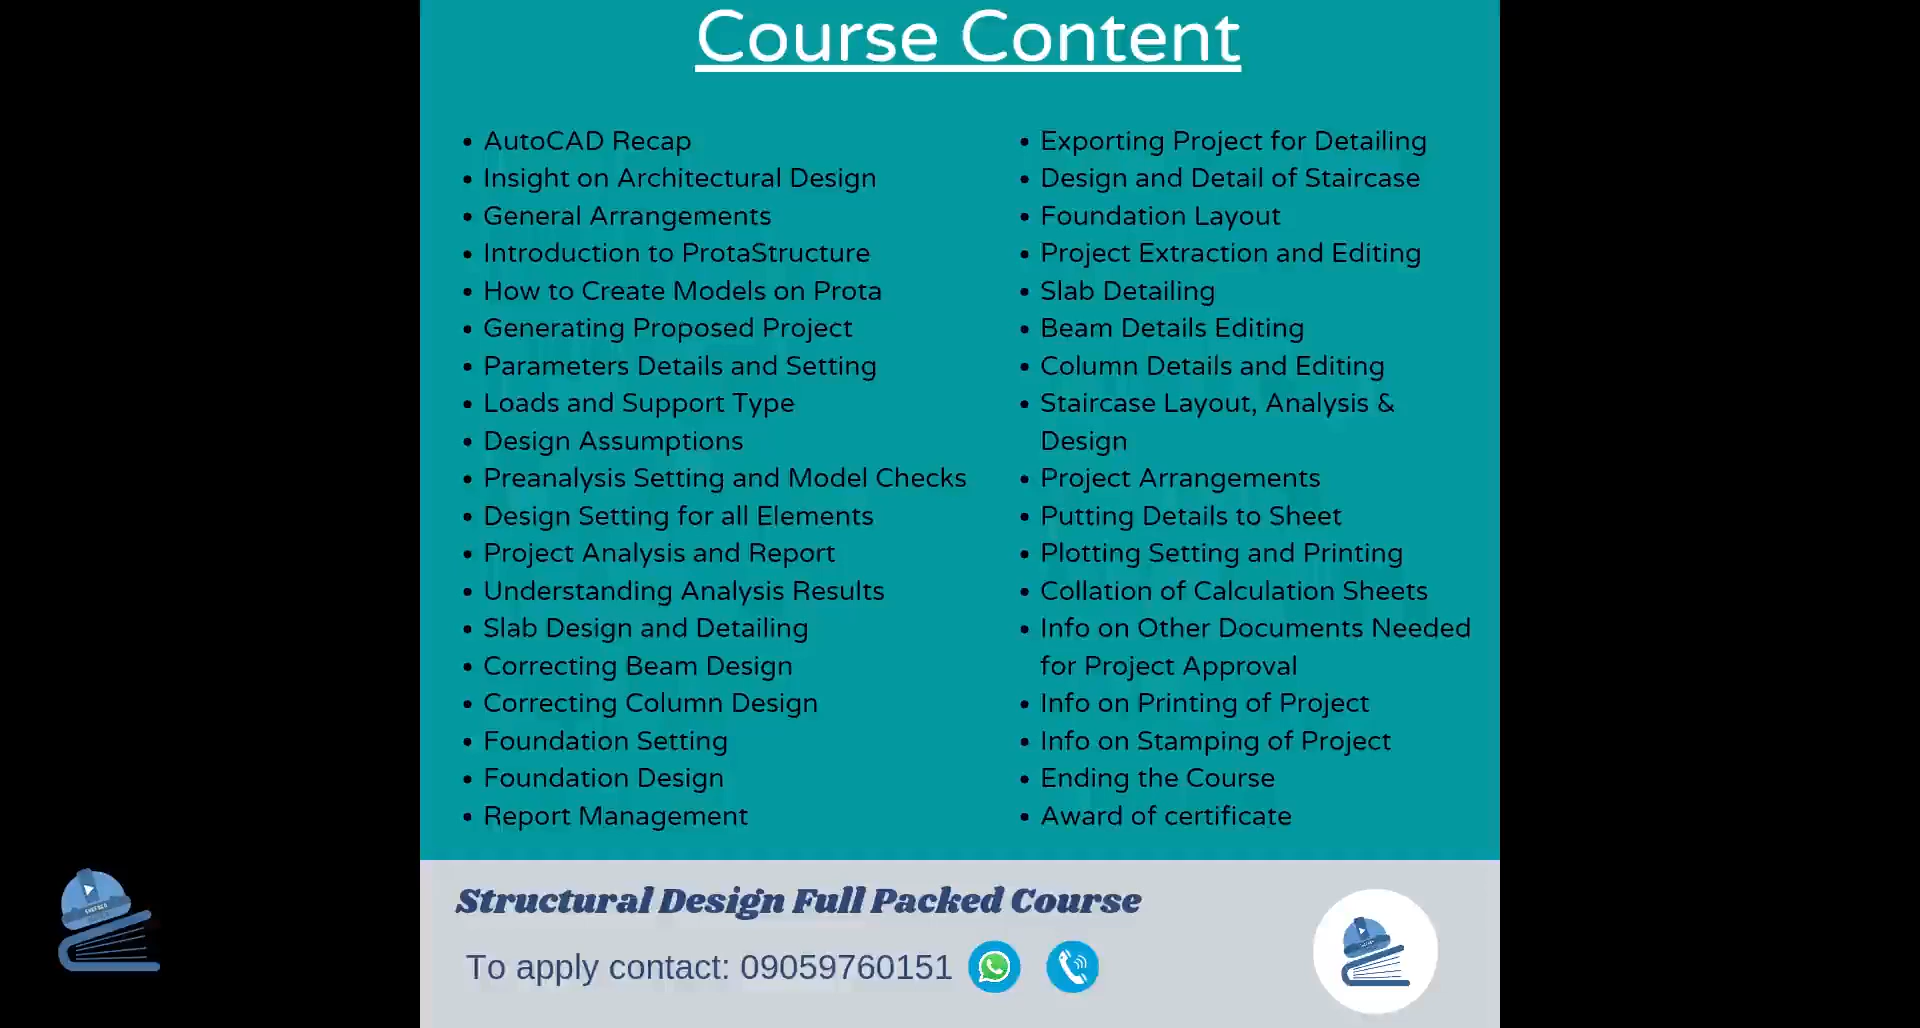 Course Content
• AutoCAD Recap
• Insight on Architectural Design
• General Arrangements
• Introduction to ProtaStructure
• How to Create Models on Prota
• Generating Proposed Project
• Parameters Details and Setting
• Loads and Support Type
• Design Assumptions
• Preanalysis Setting and Model Checks
• Design Setting for all Elements
• Project Analysis and Report
• Understanding Analysis Results
• Slab Design and Detailing
• Correcting Beam Design
• Correcting Column Design
• Foundation Setting
• Foundation Design
• Report Management
• Exporting Project for Detailing
• Design and Detail of Staircase
• Foundation Layout
• Project Extraction and Editing
• Slab Detailing
• Beam Details Editing
• Column Details and Editing
• Staircase Layout, Analysis &
Design
• Project Arrangements
• Putting Details to Sheet
• Plotting Setting and Printing
• Collation of Calculation Sheets
• Info on Other Documents Needed
for Project Approval
• Info on Printing of Project
• Info on Stamping of Project
• Ending the Course
• Award of certificate
Structural Design Full Packed Course
To apply contact: 09059760151